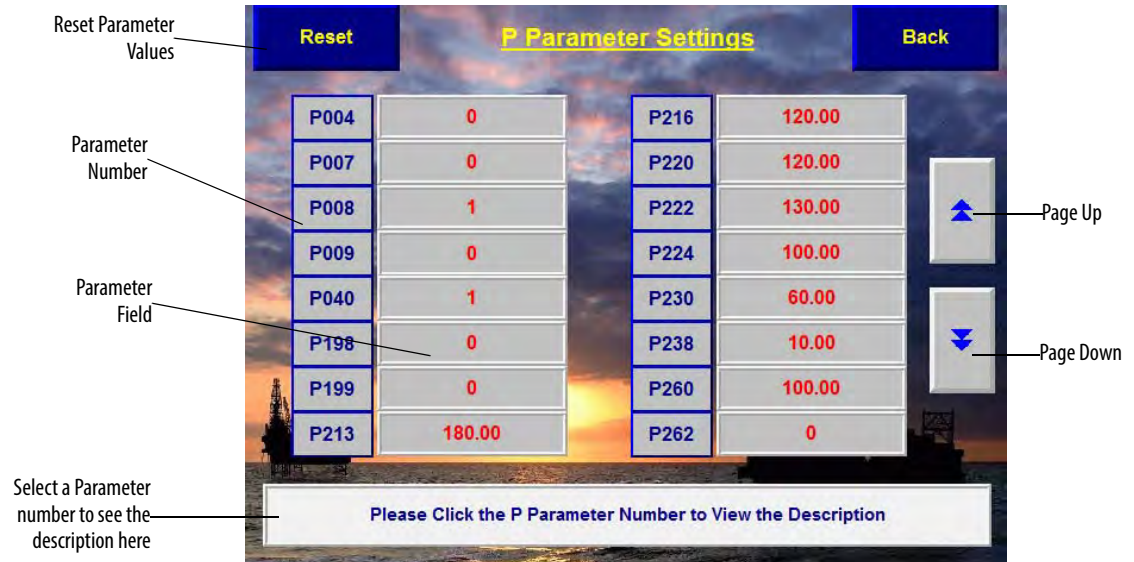 Reset Parameter
Values
Reset
P Parameter Settings
Back
Parameter
Number
Parameter
Field
P004 0
P007 0
P008 1
P009 0
P040 1
P198 0
P199 0
P213 180.00
P216 120.00
P220 120.00
P222 130.00
P224 100.00
P230 60.00
P238 10.00
P260 100.00
P262 0
Page Up
Page Down
Select a Parameter
number to see the
description here
Please Click the P Parameter Number to View the Description